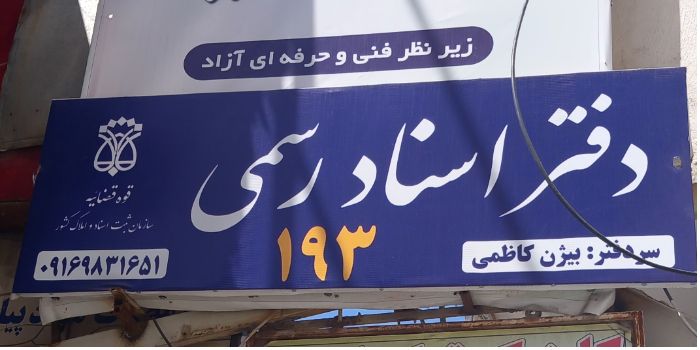 زیر نظر فنی و حرفه ای آزاد
دفتر اسناد رسمی
۱۹۳
قوه قضاییه
سازمان ثبت اسناد و املاک کشور
۰۹۱۶۹۸۳۱۶۵۱
سردفتر: بیژن کاظمی